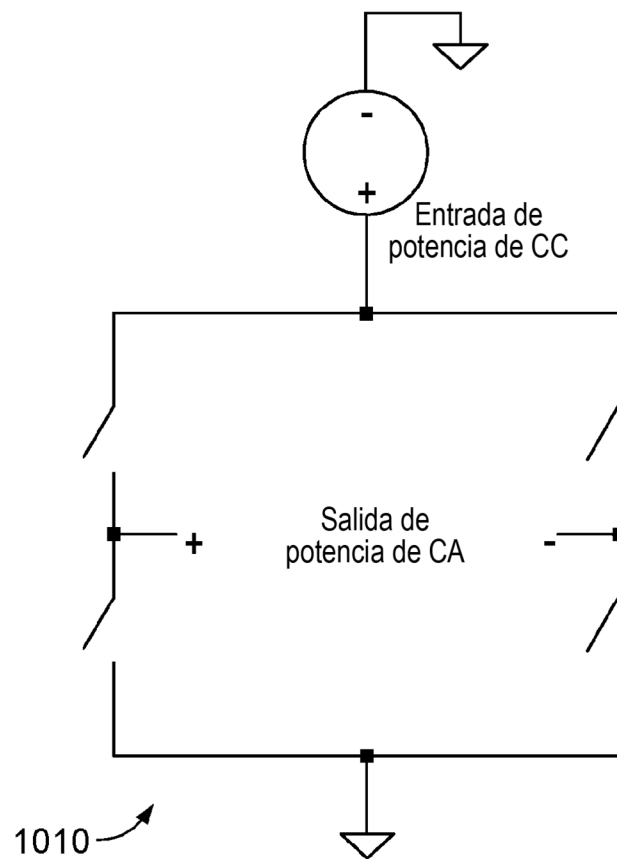 -
+
Entrada de
potencia de CC
Salida de
potencia de CA
+
-
1010